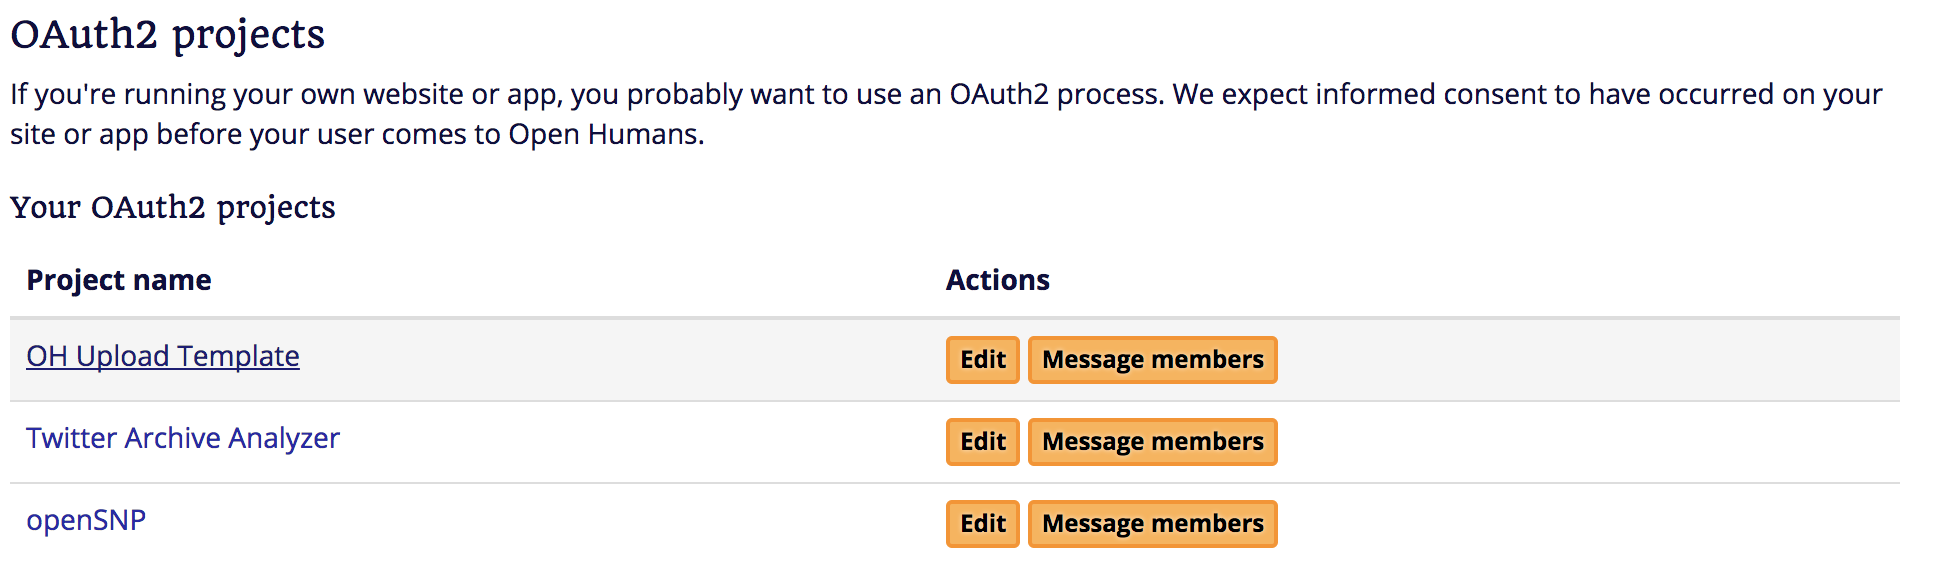 OAuth2 projects
If you're running your own website or app, you probably want to use an OAuth2 process. We expect informed consent to have occurred on your
site or app before your user comes to Open Humans.
Your OAuth2 projects
Project name Actions
OH Upload Template Edit Message members
Twitter Archive Analyzer Edit Message members
openSNP Edit Message members